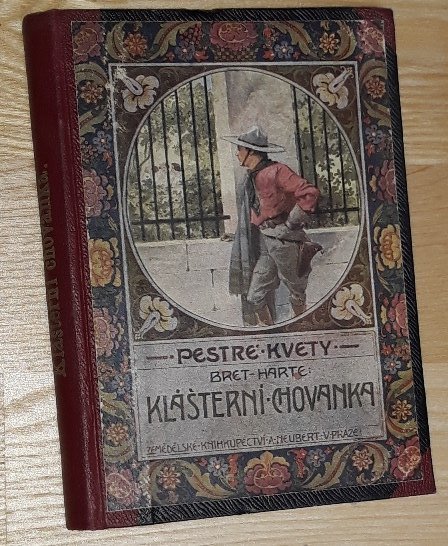 PESTRÉ · KVĚTY
BRET-HARTE:
KLÁŠTERNÍ·CHOVANKA
ZEMĚDĚLSKÉ·KNIHKUPECTVÍ·A·NEUBERT·V·PRAZE
KLÁŠTERNÍ CHOVANKA.